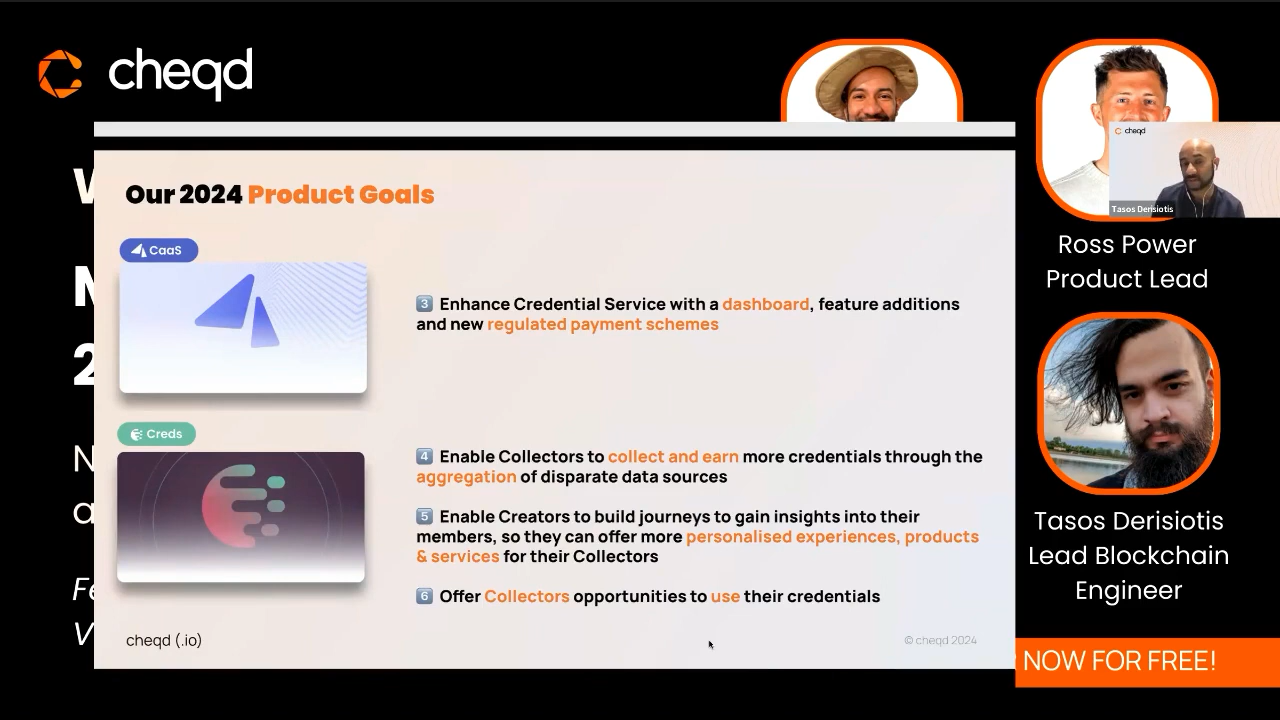 cheqd
W
M
2
N
a
Fe
V
Our 2024 Product Goals
CaaS
3 Enhance Credential Service with a dashboard, feature additions
and new regulated payment schemes
Creds
4 Enable Collectors to collect and earn more credentials through the
aggregation of disparate data sources
5 Enable Creators to build journeys to gain insights into their
members, so they can offer more personalised experiences, products
& services for their Collectors
6 Offer Collectors opportunities to use their credentials
cheqd (.io)
© cheqd 2024
cheqd
Tasos Derisiotis
Ross Power
Product Lead
Tasos Derisiotis
Lead Blockchain
Engineer
NOW FOR FREE!